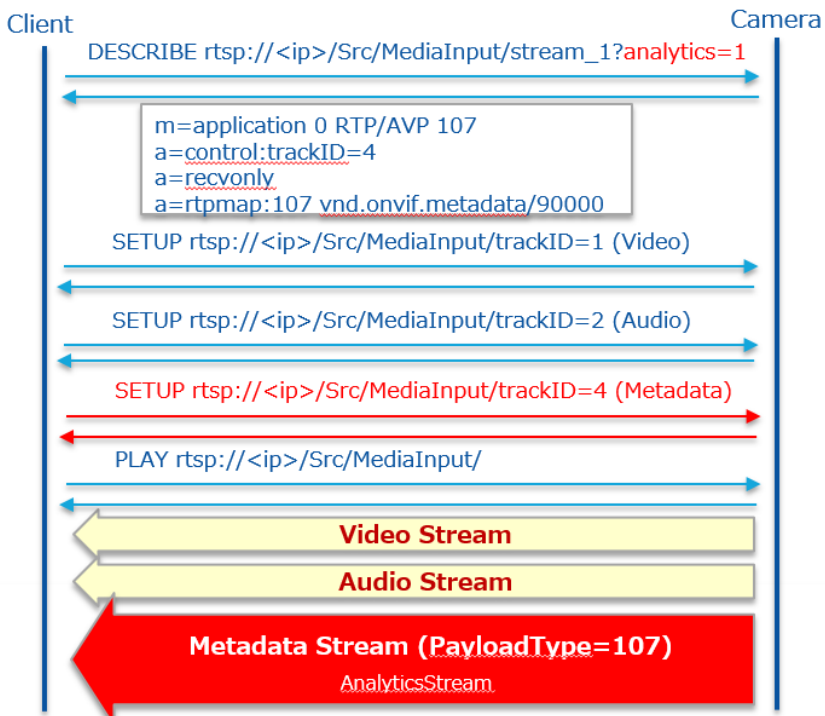 Client
Camera
DESCRIBE rtsp://<ip>/Src/MediaInput/stream_1?analytics=1
m=application 0 RTP/AVP 107
a=control:trackID=4
a=recvonly
a=rtpmap:107 vnd.onvif.metadata/90000
SETUP rtsp://<ip>/Src/MediaInput/trackID=1 (Video)
SETUP rtsp://<ip>/Src/MediaInput/trackID=2 (Audio)
SETUP rtsp://<ip>/Src/MediaInput/trackID=4 (Metadata)
PLAY rtsp://<ip>/Src/MediaInput/
Video Stream
Audio Stream
Metadata Stream (PayloadType=107)
AnalyticsStream